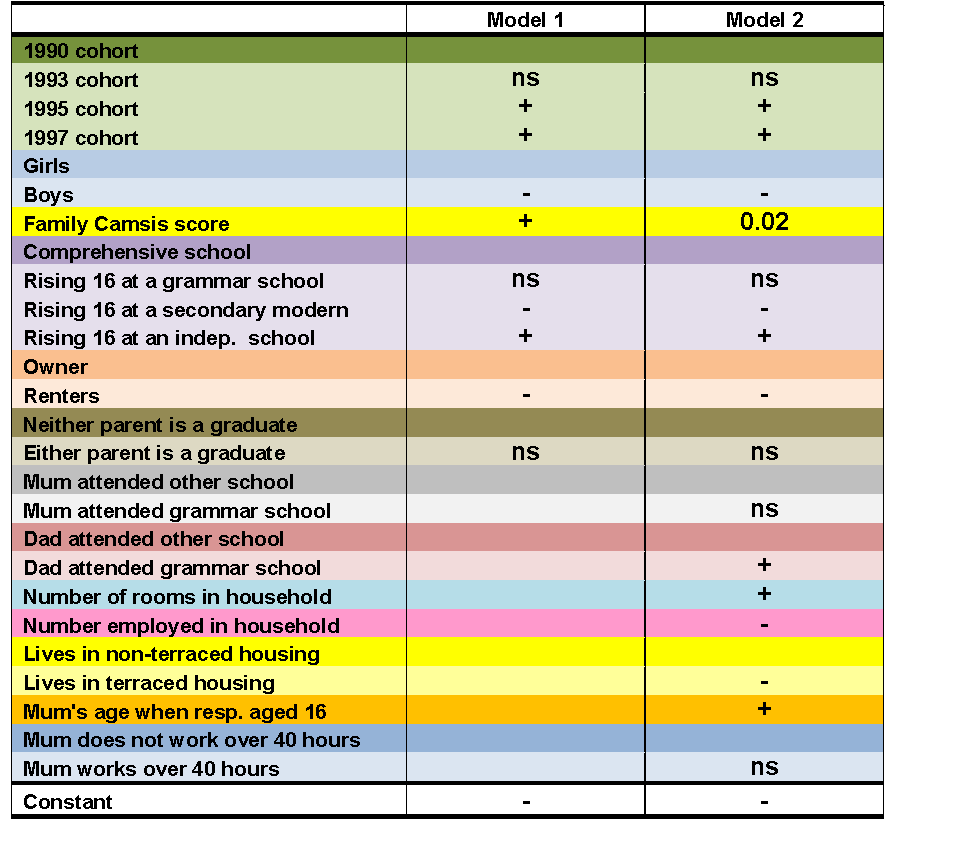 Model 1 Model 2
1990 cohort
1993 cohort ns ns
1995 cohort + +
1997 cohort + +
Girls
Boys - -
Family Camsis score + 0.02
Comprehensive school
Rising 16 at a grammar school ns ns
Rising 16 at a secondary modern - -
Rising 16 at an indep. school + +
Owner
Renters - -
Neither parent is a graduate
Either parent is a graduate ns ns
Mum attended other school
Mum attended grammar school ns
Dad attended other school
Dad attended grammar school +
Number of rooms in household +
Number employed in household -
Lives in non-terraced housing
Lives in terraced housing -
Mum's age when resp. aged 16 +
Mum does not work over 40 hours
Mum works over 40 hours ns
Constant - -